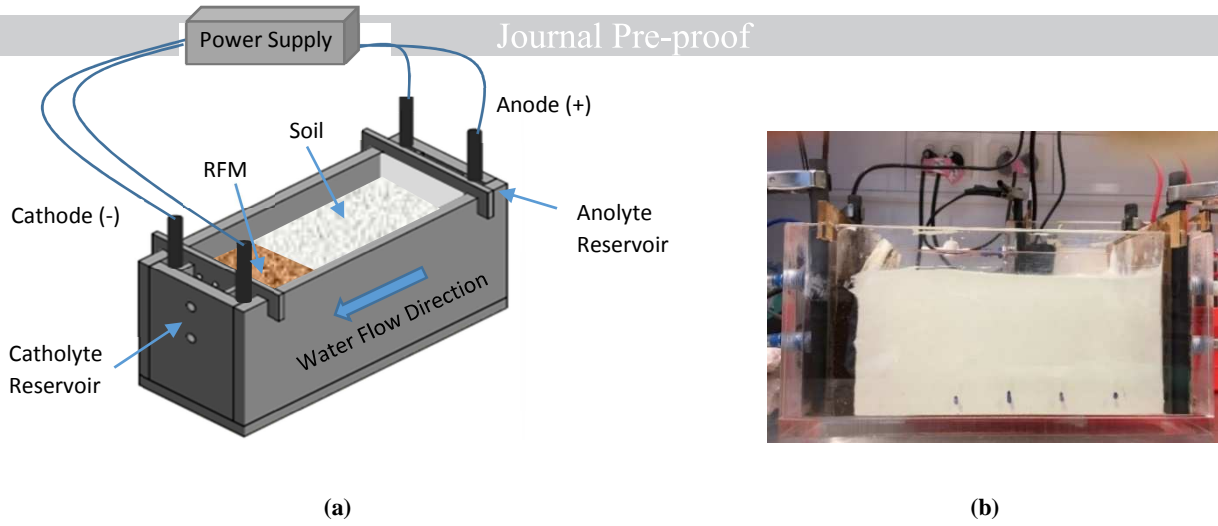 Journal Pre-proof
Power Supply
Anode (+)
Soil
RFM
Cathode (-)
Anolyte
Reservoir
Water Flow Direction
Catholyte
Reservoir
(a)
(b)